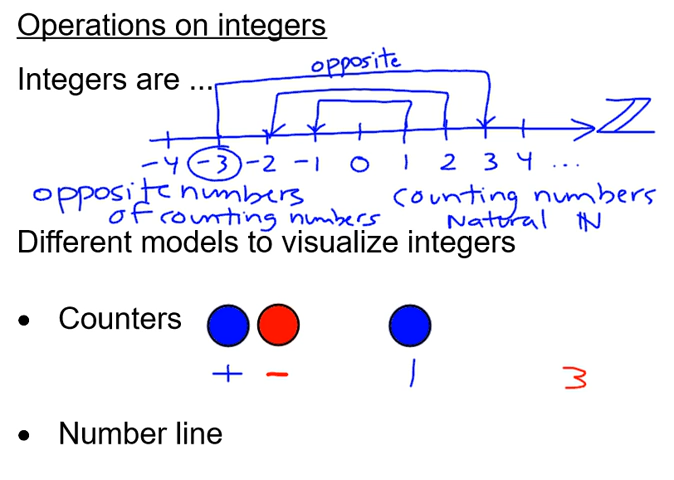 Operations on integers
opposite
Integers are ...
ℤ
-4 -3 -2 -1 0 1 2 3 4 ...
opposite numbers counting numbers
of counting numbers Natural ℕ
Different models to visualize integers
• Counters
+ - 1 3
• Number line